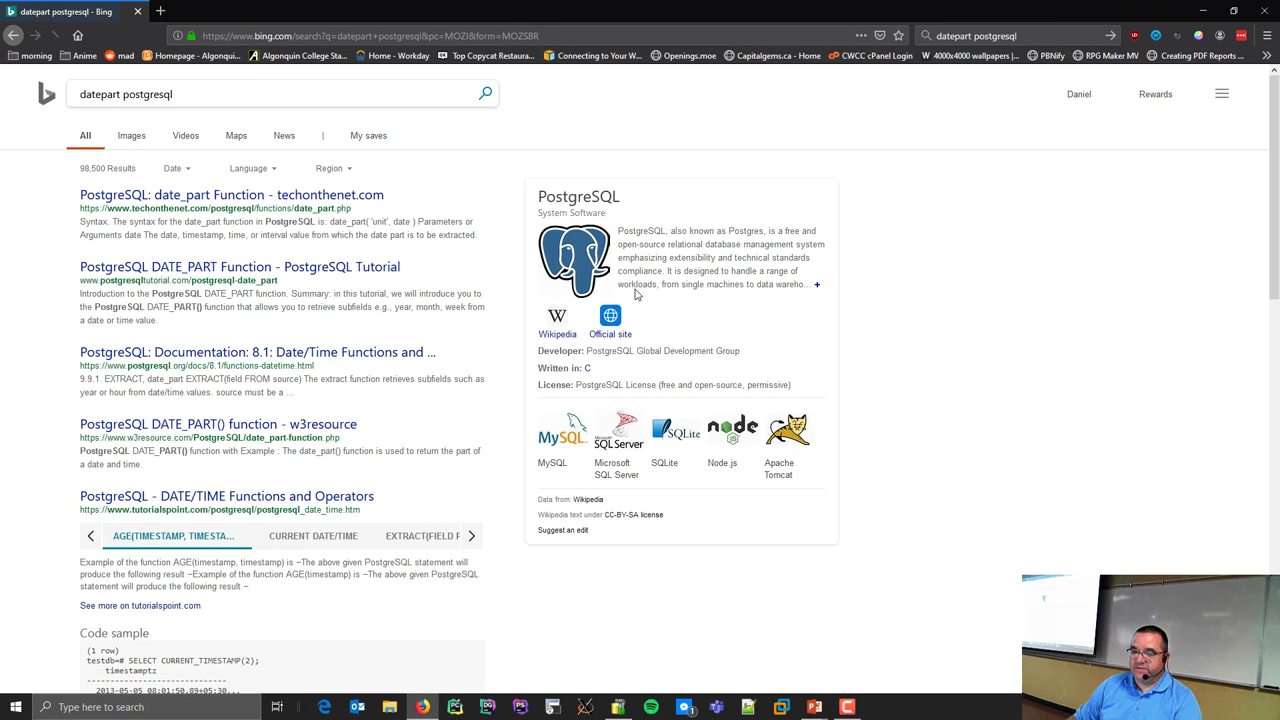 datepart postgresql - Bing
https://www.bing.com/search?q=datepart+postgresql&pc=MOZI&form=MOZSBR
datepart postgresql
morning
Amazon
Home - Algonqui...
Algonquin College St...
Home - Workday
Top Copycat Restaura...
Connecting to Your W...
Openings.moe
Capitalgems.ca - Home
CWCC cPanel Login
4000x4000 wallpapers |...
PBNify
Creating PDF Reports ...
datepart postgresql
Daniel
Rewards
All
Images
Videos
Maps
News
My saves
98,500 Results
Date
Language
Region
PostgreSQL: date_part Function - techonthenet.com
https://www.techonthenet.com/postgresql/functions/date_part.php
Syntax. The syntax for the date_part function in PostgreSQL is: date_part( 'unit', date ) Parameters or
Arguments date The date, timestamp, time, or interval value from which the date part is to be extracted.
PostgreSQL DATE_PART Function - PostgreSQL Tutorial
www.postgresqltutorial.com/postgresql-date_part
Introduction to the PostgreSQL DATE_PART function. Summary: in this tutorial, we will introduce you to
the PostgreSQL DATE_PART() function that allows you to retrieve subfields e.g., year, month, week from
a date or time value.
PostgreSQL: Documentation: 8.1: Date/Time Functions and ...
https://www.postgresql.org/docs/8.1/functions-datetime.html
9.9.1. EXTRACT, date_part EXTRACT(field FROM source) The extract function retrieves subfields such as
year or hour from date/time values. source must be a ...
PostgreSQL DATE_PART() function - w3resource
https://www.w3resource.com/PostgreSQL/date_part-function.php
PostgreSQL DATE_PART() function with Example : The date_part() function is used to return the part of
a date and time.
PostgreSQL - DATE/TIME Functions and Operators
https://www.tutorialspoint.com/postgresql/postgresql_date_time.htm
AGE(TIMESTAMP, TIMESTA...
CURRENT DATE/TIME
EXTRACT(FIELD F
Example of the function AGE(timestamp, timestamp) is −The above given PostgreSQL statement will
produce the following result −Example of the function AGE(timestamp) is −The above given PostgreSQL
statement will produce the following result −
See more on tutorialspoint.com
Code sample
(1 row)
testdb=# SELECT CURRENT_TIMESTAMP(2);
timestamptz
------------------------------
2013-05-05 08:01:50.89+05:30...
PostgreSQL
System Software
PostgreSQL, also known as Postgres, is a free and
open-source relational database management system
emphasizing extensibility and technical standards
compliance. It is designed to handle a range of
workloads, from single machines to data wareho... +
W
Wikipedia
Official site
Developer: PostgreSQL Global Development Group
Written in: C
License: PostgreSQL License (free and open-source, permissive)
MySQL
SQL Server
SQLite
node
MySQL
Microsoft
SQL Server
SQLite
Node.js
Apache
Tomcat
Data from: Wikipedia
Wikipedia text under CC-BY-SA license
Suggest an edit
Type here to search